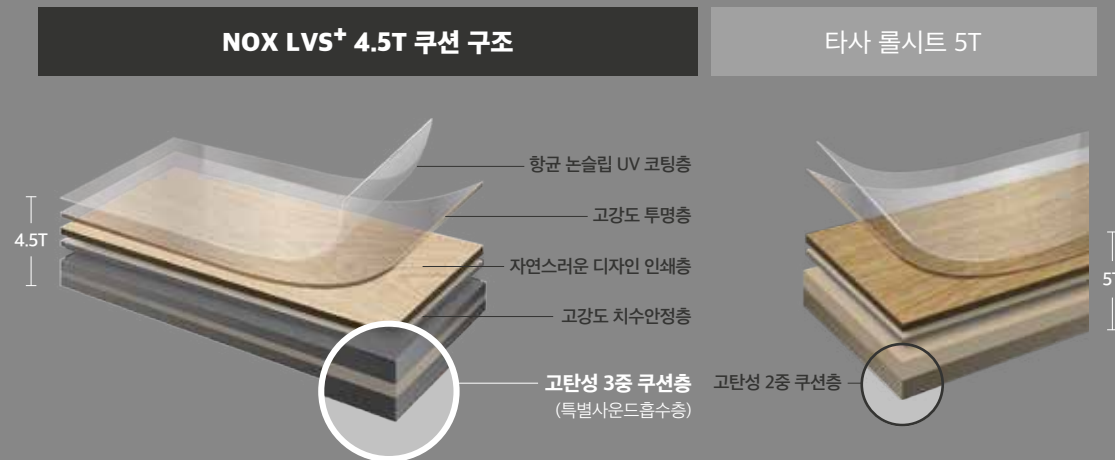 NOX LVS+ 4.5T 쿠션 구조
타사 롤시트 5T
항균 논슬립 UV 코팅층
고강도 투명층
4.5T
자연스러운 디자인 인쇄층
고강도 치수안정층
고탄성 3중 쿠션층
(특별사운드흡수층)
고탄성 2중 쿠션층
5T